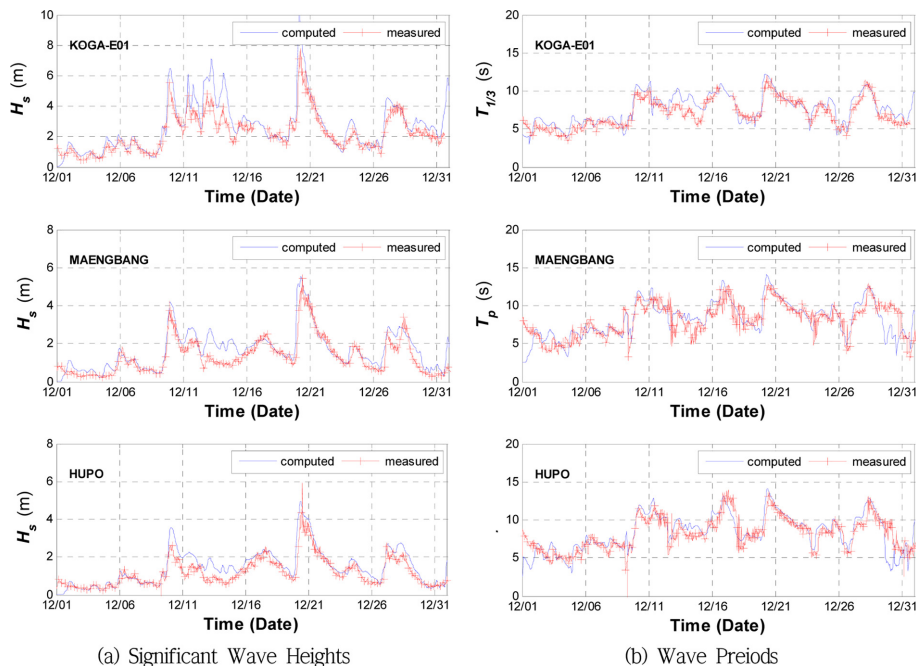 10
8
6
4
2
0
Hs (m)
KOGA-E01
computed measured
12/01 12/06 12/11 12/16 12/21 12/26 12/31
Time (Date)
20
15
10
5
0
T1/3 (s)
KOGA-E01
computed measured
12/01 12/06 12/11 12/16 12/21 12/26 12/31
Time (Date)
8
6
4
2
0
Hs (m)
MAENGBANG
computed measured
12/01 12/06 12/11 12/16 12/21 12/26 12/31
Time (Date)
20
15
10
5
0
Tp (s)
MAENGBANG
computed measured
12/01 12/06 12/11 12/16 12/21 12/26 12/31
Time (Date)
8
6
4
2
0
Hs (m)
HUPO
computed measured
12/01 12/06 12/11 12/16 12/21 12/26 12/31
Time (Date)
20
15
10
5
0
HUPO
computed measured
12/01 12/06 12/11 12/16 12/21 12/26 12/31
Time (Date)
(a) Significant Wave Heights
(b) Wave Preiods